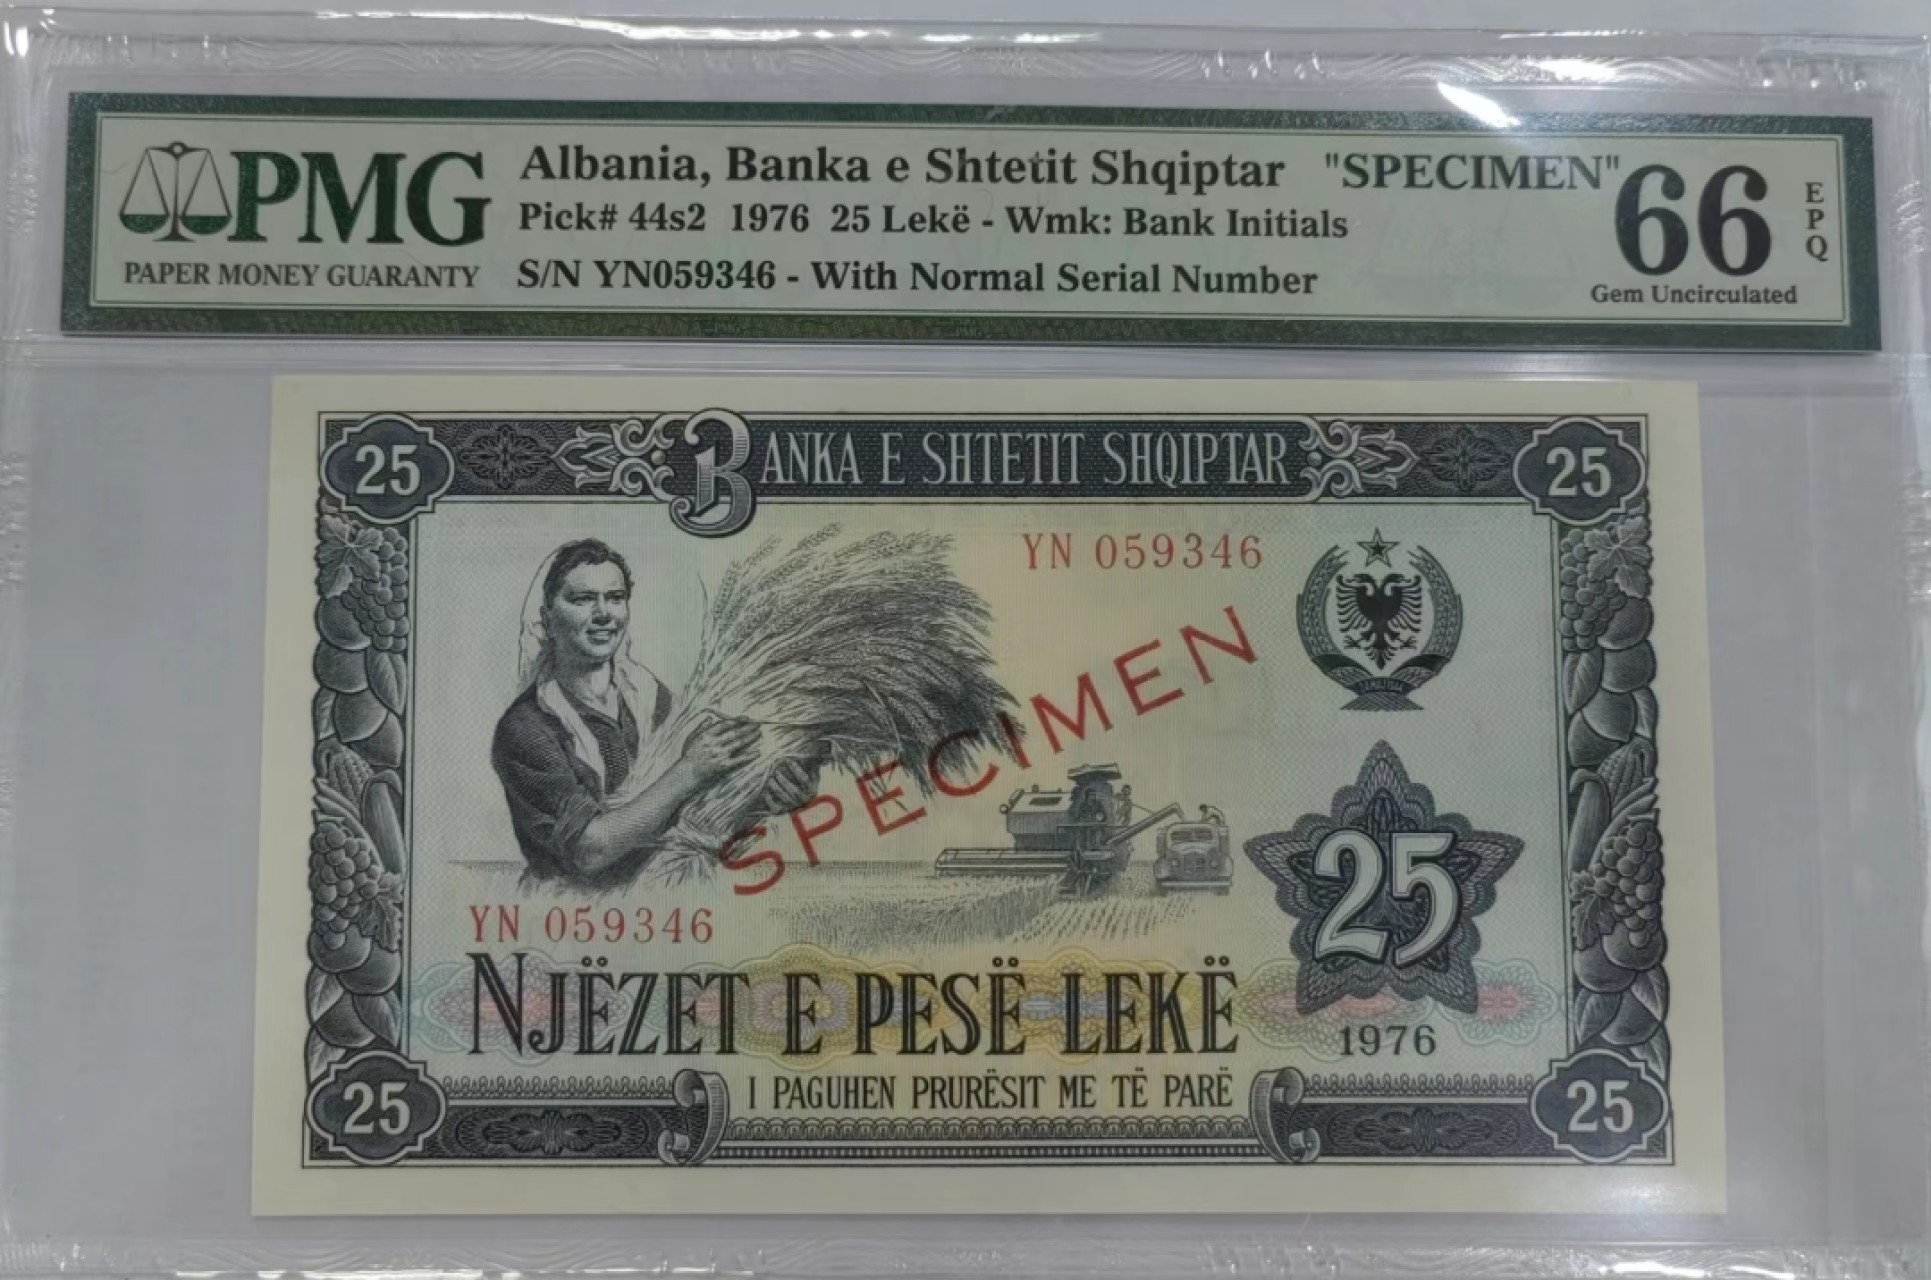 PMG
PAPER MONEY GUARANTY
Albania, Banka e Shtetit Shqiptar "SPECIMEN"
Pick# 44s2 1976 25 Lekë - Wmk: Bank Initials
S/N YN059346 - With Normal Serial Number
66
EPQ
Gem Uncirculated
25 BANKA E SHTETIT SHQIPTAR 25
YN 059346
SPECIMEN
25
YN 059346
NJËZET E PESË LEKË
1976
25 I PAGUHEN PRURËSIT ME TË PARË 25